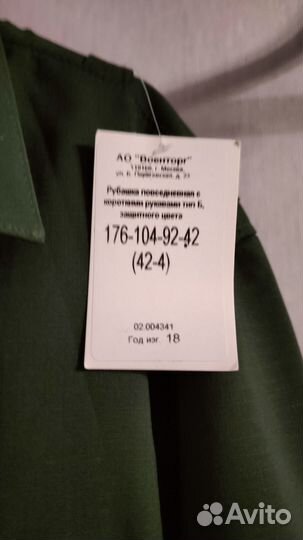 АО "Военторг"
119160, г. Москва,
ул. Б. Пироговская, д. 23
Рубашка повседневная с
короткими рукавами тип Б,
защитного цвета
176-104-92-42
(42-4)
02.004341
Год изг. 18
Avito